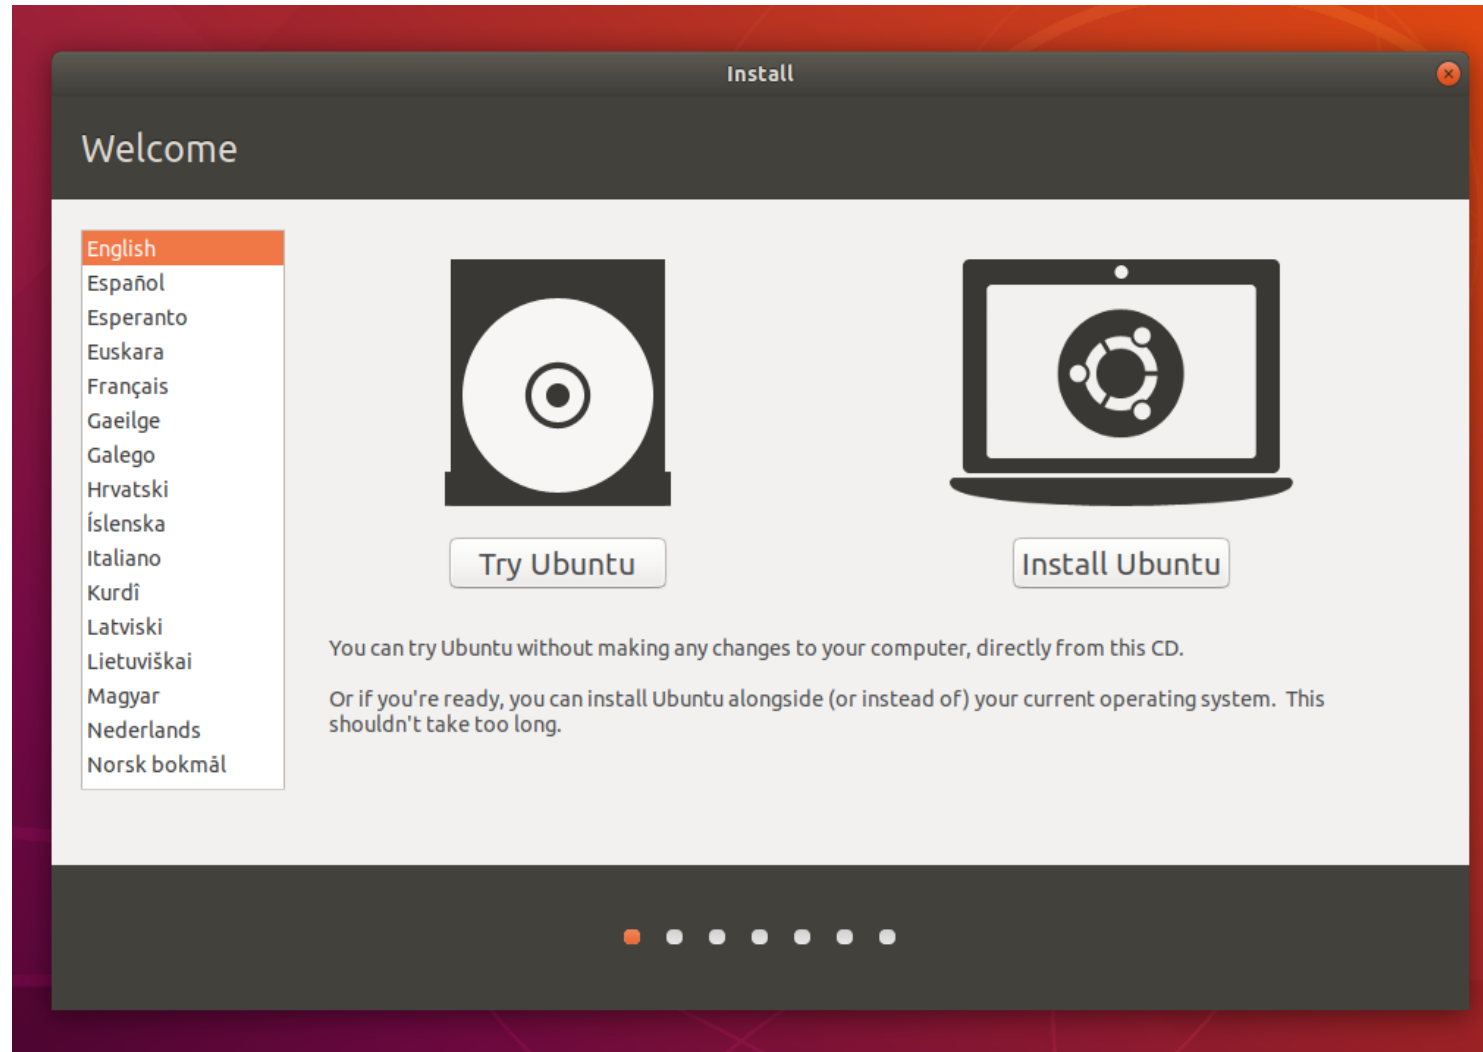 Install
Welcome
English
Español
Esperanto
Euskara
Français
Gaeilge
Galego
Hrvatski
Íslenska
Italiano
Kurdî
Latviski
Lietuviškai
Magyar
Nederlands
Norsk bokmål
Try Ubuntu
Install Ubuntu
You can try Ubuntu without making any changes to your computer, directly from this CD.
Or if you're ready, you can install Ubuntu alongside (or instead of) your current operating system.  This
shouldn't take too long.